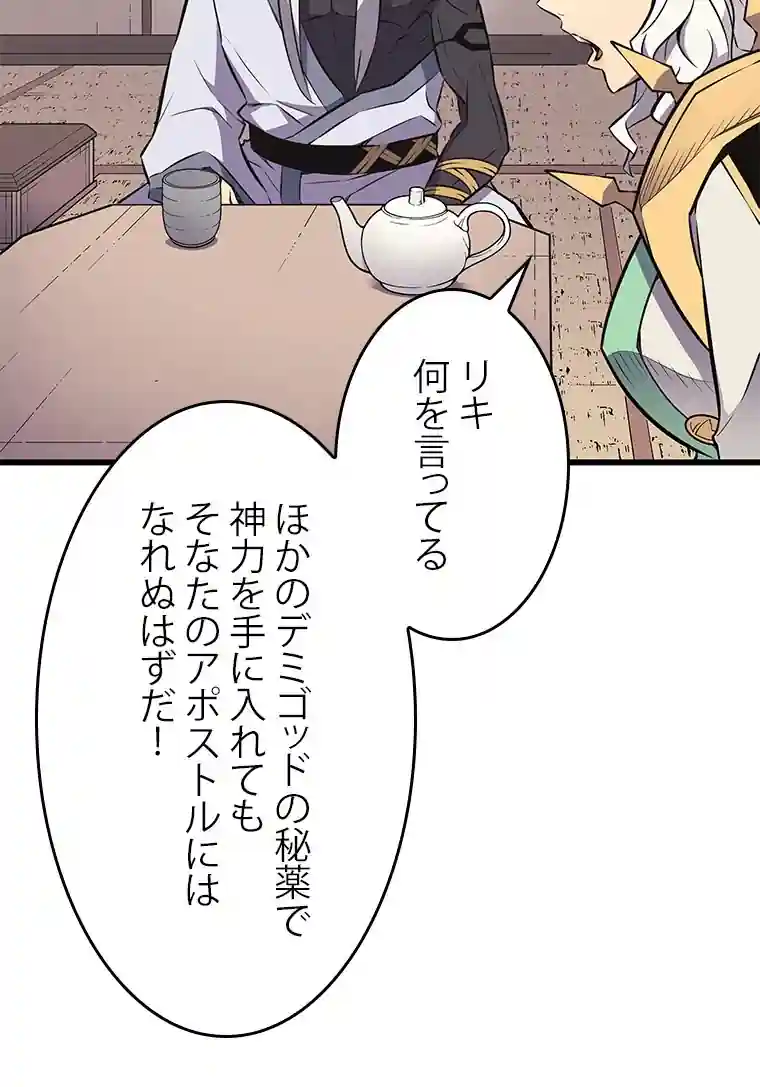 リキ
何を言ってる
ほかのデミゴッドの秘薬で
神力を手に入れても
そなたのアポストルには
なれぬはずだ！